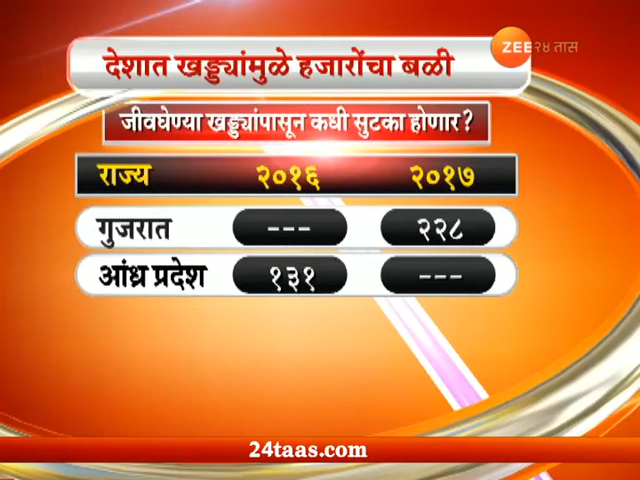 ZEE २४ तास
देशात खड्ड्यांमुळे हजारोंचा बळी
जीवघेण्या खड्ड्यांपासून कधी सुटका होणार?
राज्य २०१६ २०१७
गुजरात --- २२८
आंध्र प्रदेश १३१ ---
24taas.com